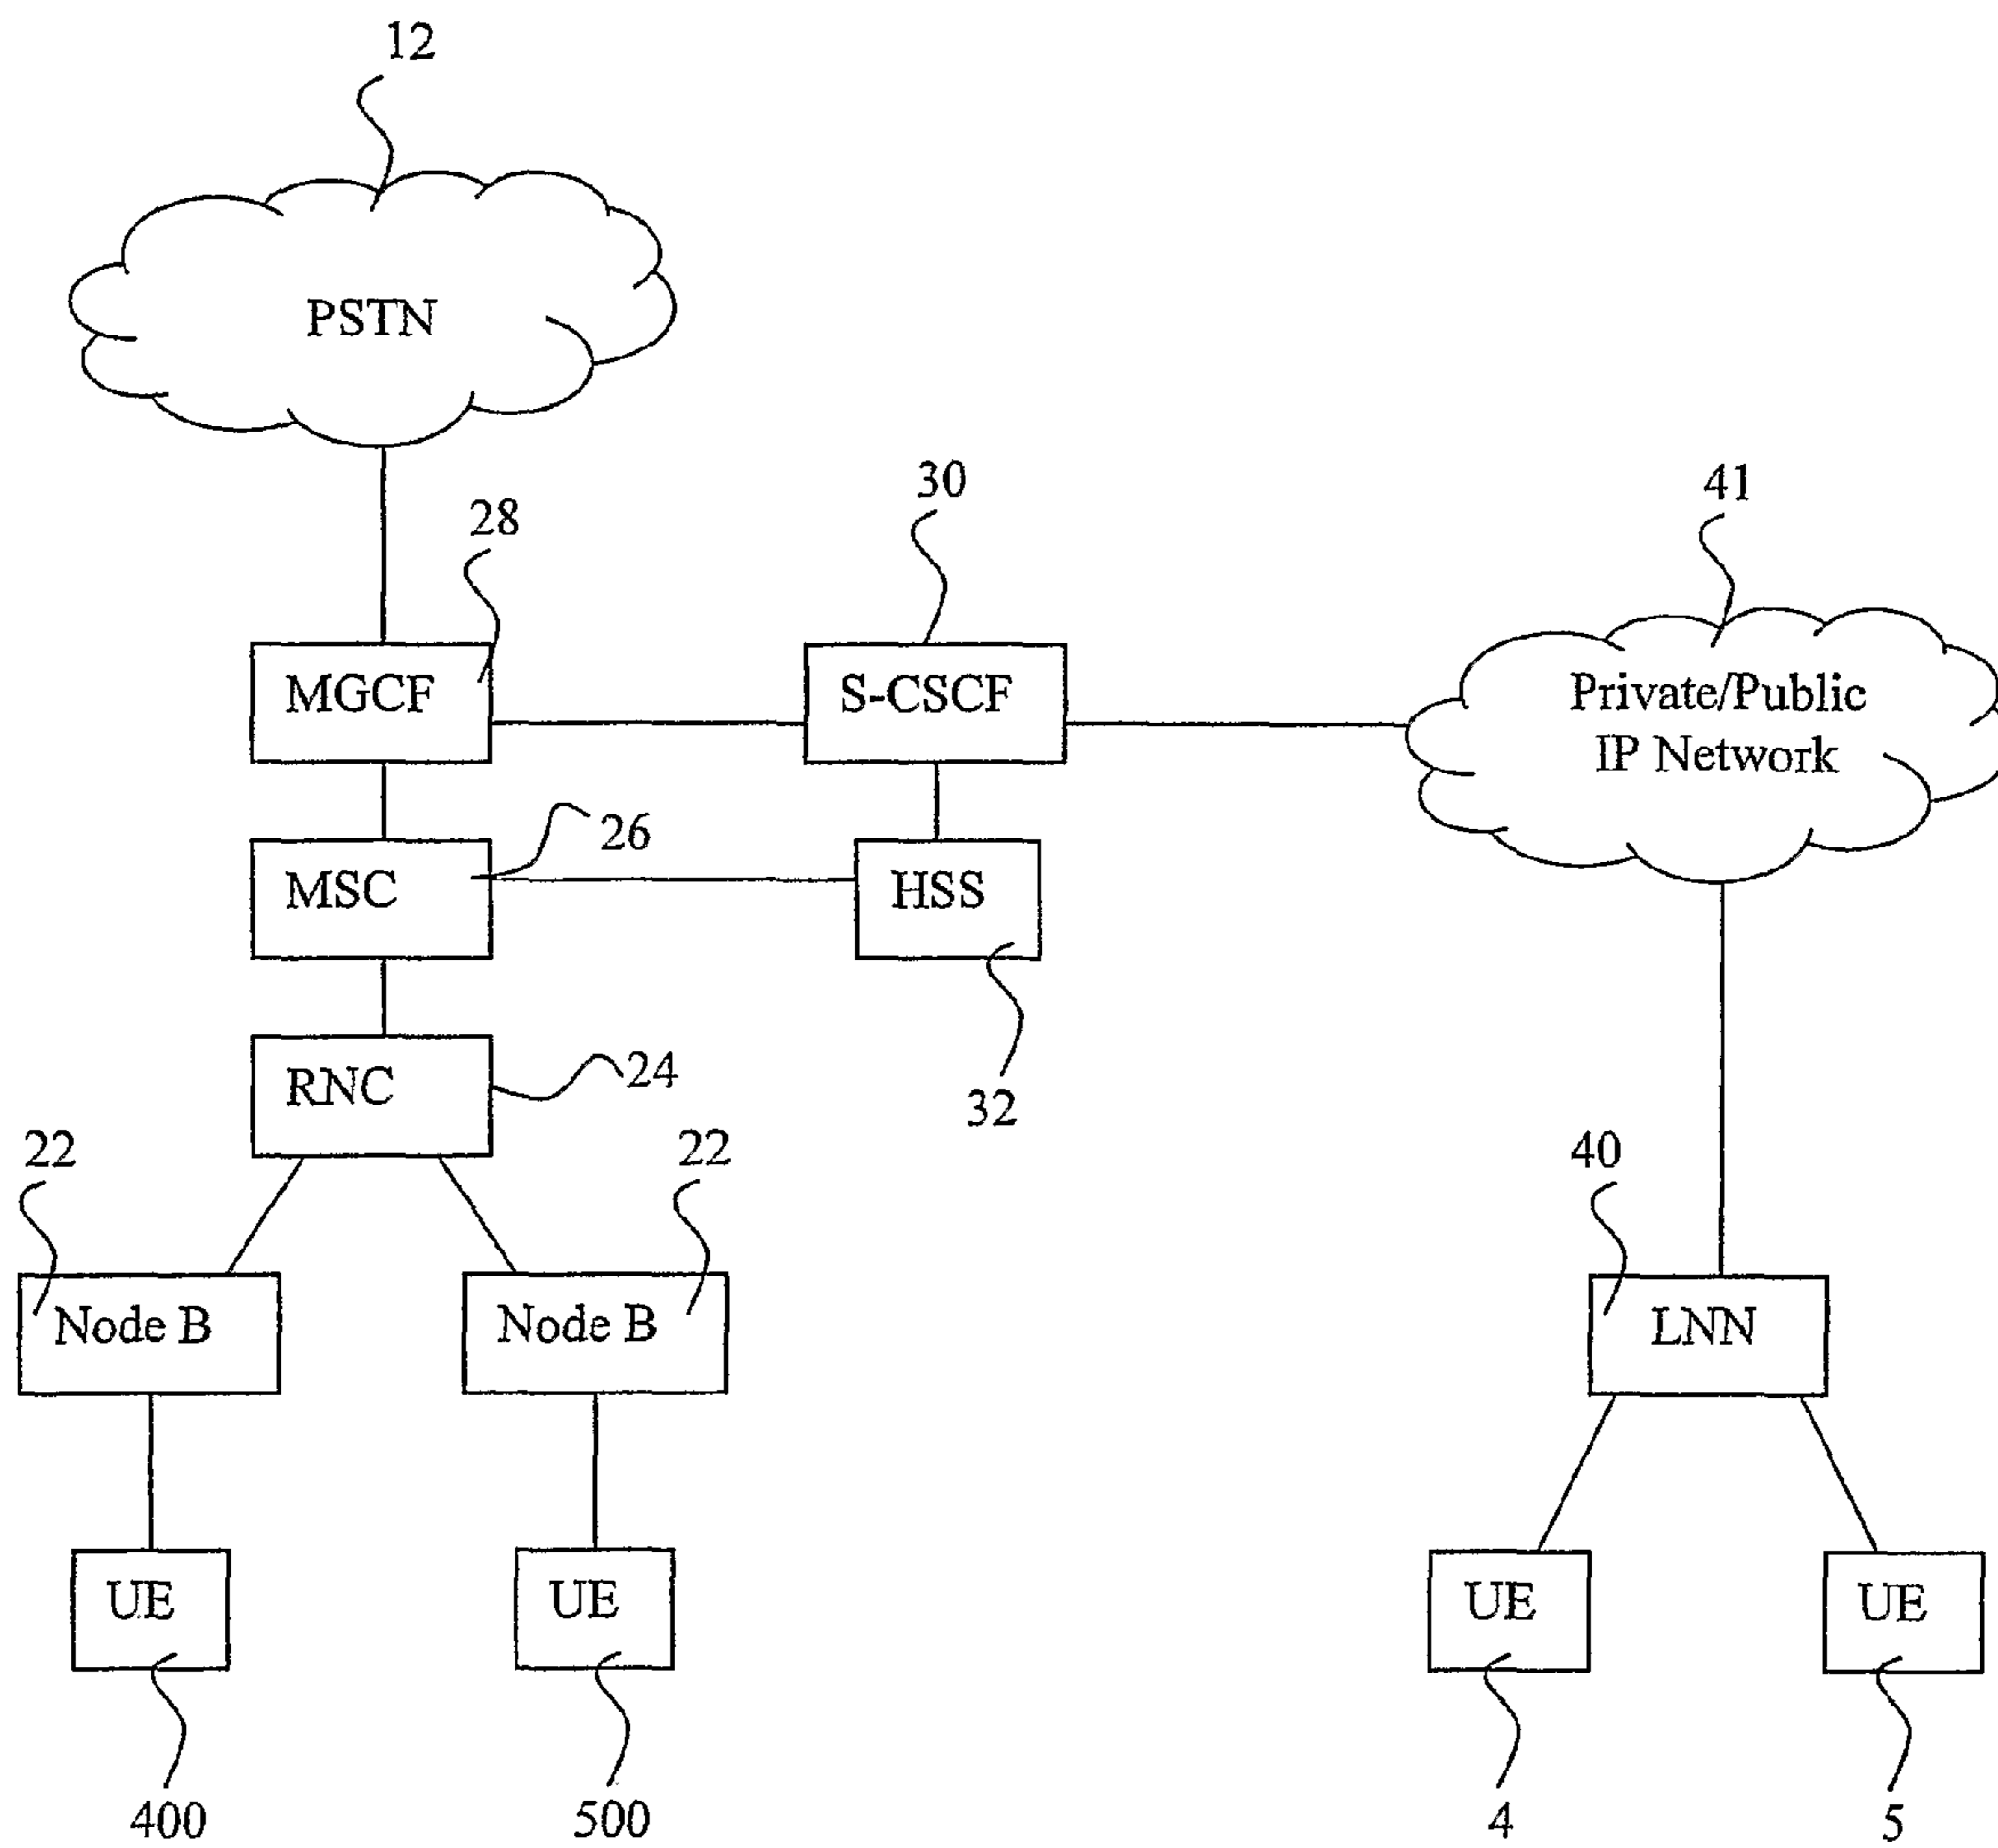 12
PSTN
30
41
28
MGCF
S-CSCF
Private/Public
IP Network
26
MSC
HSS
24
RNC
32
22
22
40
Node B
Node B
LNN
UE
UE
UE
UE
400
500
4
5